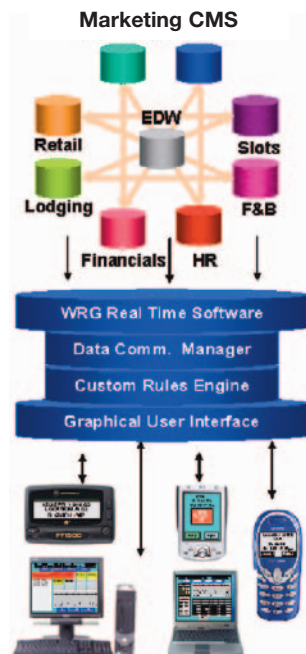 Marketing CMS
EDW
Retail
Slots
Lodging
F&B
Financials
HR
WRG Real Time Software
Data Comm. Manager
Custom Rules Engine
Graphical User Interface